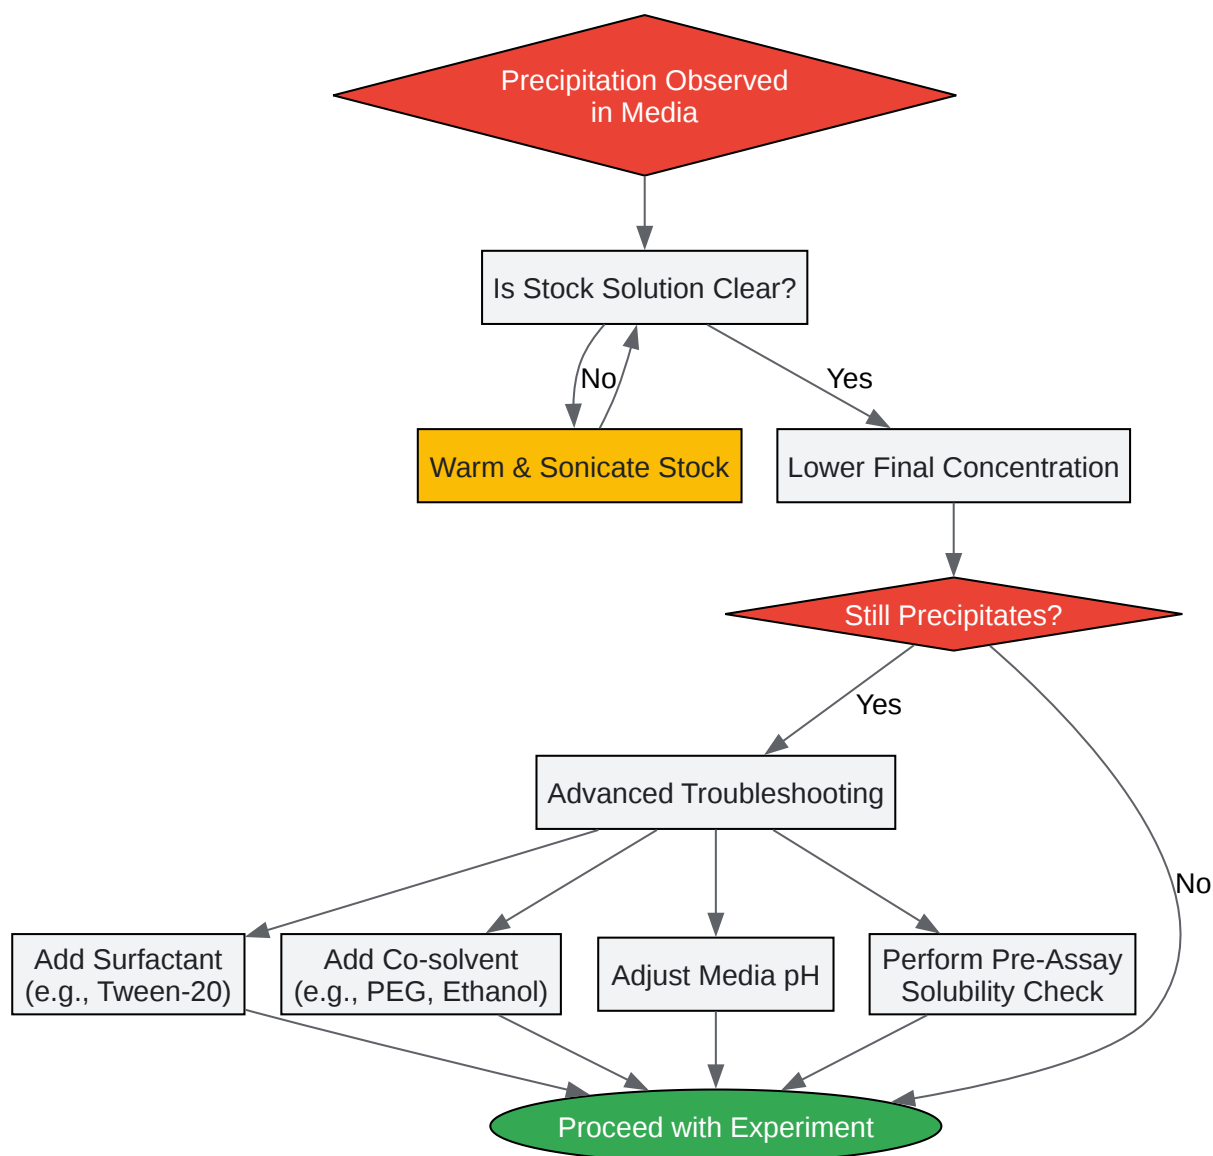 Precipitation Observed
in Media
Is Stock Solution Clear?
No
Yes
Warm & Sonicate Stock
Lower Final Concentration
Still Precipitates?
Yes
Advanced Troubleshooting
No
Add Surfactant
(e.g., Tween-20)
Add Co-solvent
(e.g., PEG, Ethanol)
Adjust Media pH
Perform Pre-Assay
Solubility Check
Proceed with Experiment